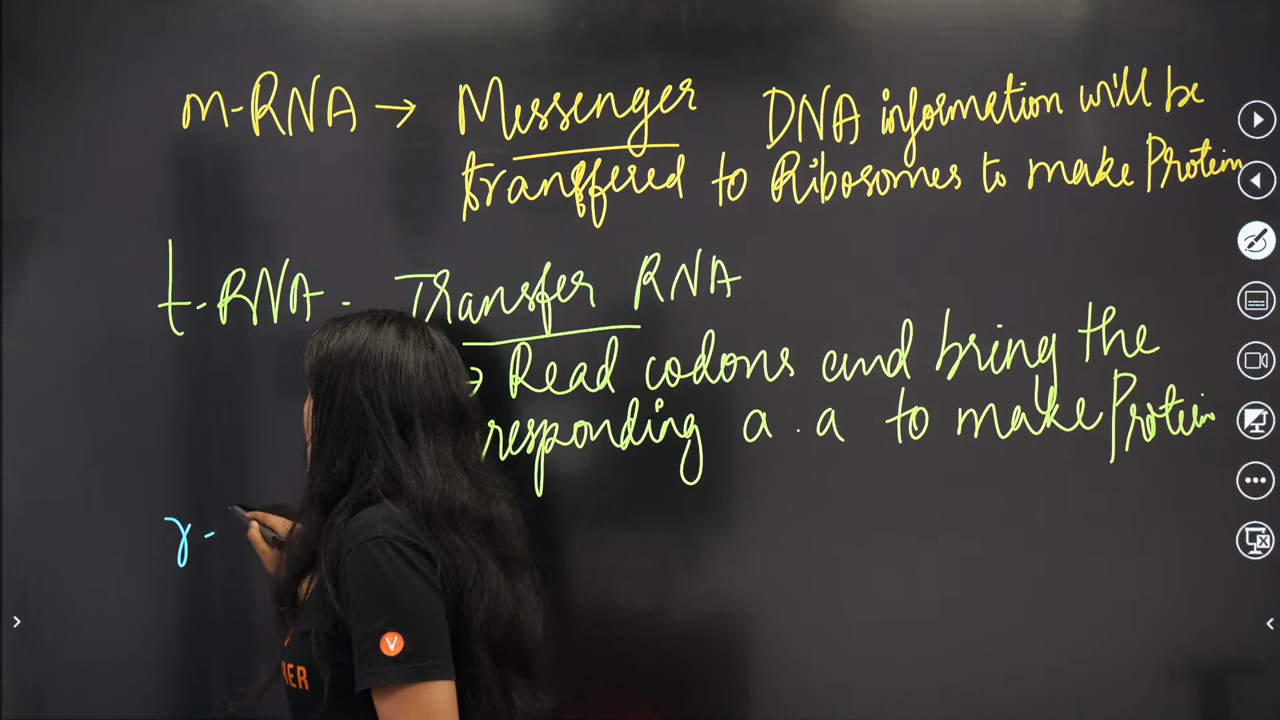 m-RNA → Messenger DNA information will be
transffered to Ribosomes to make Protein
t-RNA - Transfer RNA
→ Read codons and bring the
responding a.a to make Protein
r-
V
KER